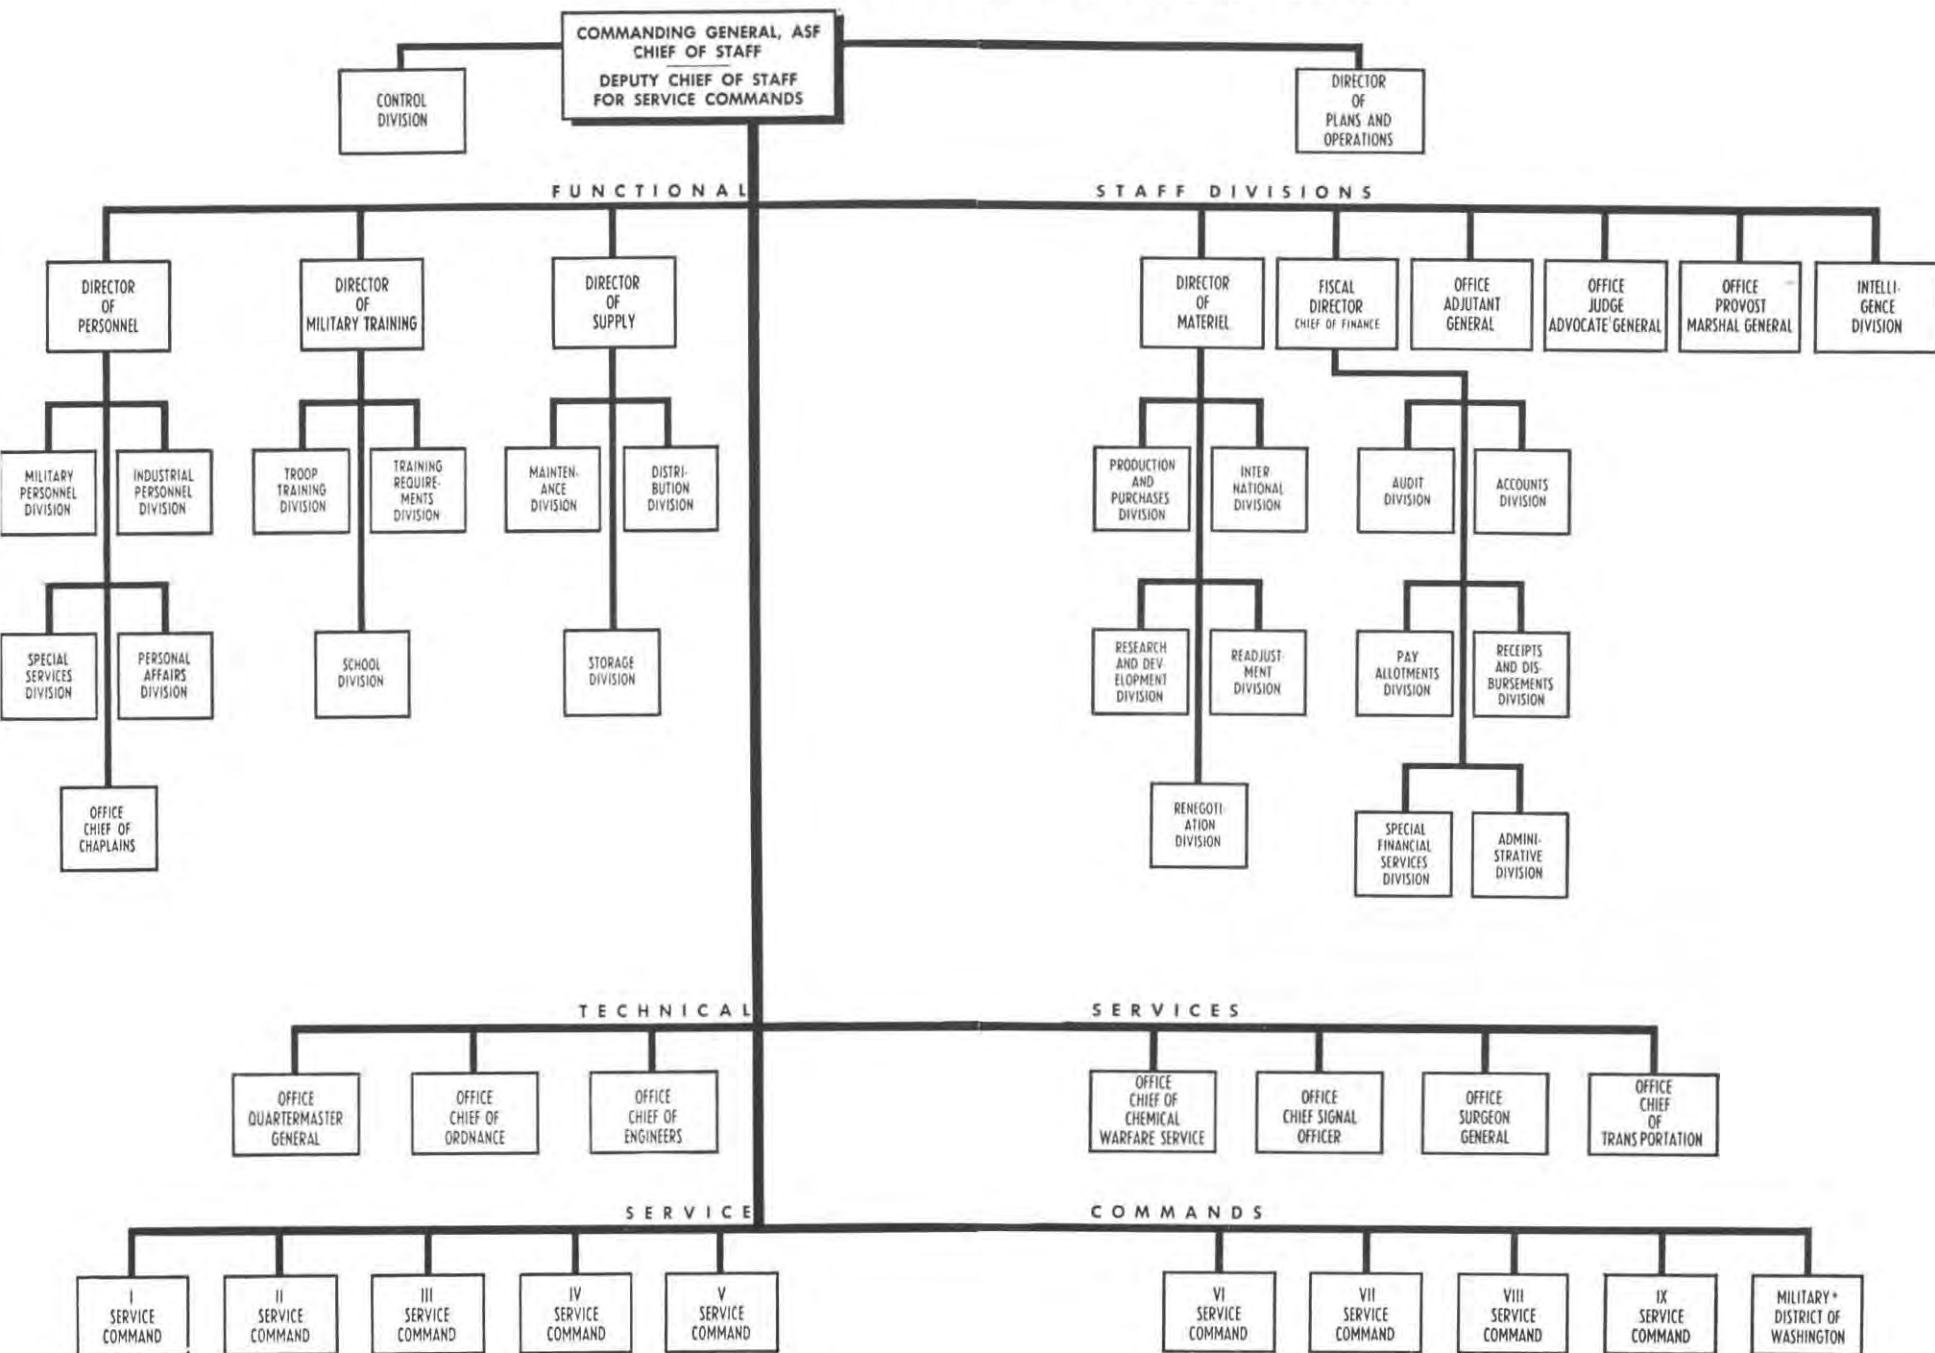 COMMANDING GENERAL, ASF
CHIEF OF STAFF
DEPUTY CHIEF OF STAFF
FOR SERVICE COMMANDS
CONTROL
DIVISION
DIRECTOR
OF
PLANS AND
OPERATIONS
FUNCTIONAL STAFF DIVISIONS
DIRECTOR
OF
PERSONNEL
DIRECTOR
OF
MILITARY TRAINING
DIRECTOR
OF
SUPPLY
DIRECTOR
OF
MATERIEL
FISCAL
DIRECTOR
CHIEF OF FINANCE
OFFICE
ADJUTANT
GENERAL
OFFICE
JUDGE
ADVOCATE GENERAL
OFFICE
PROVOST
MARSHAL GENERAL
INTELLI-
GENCE
DIVISION
MILITARY
PERSONNEL
DIVISION
INDUSTRIAL
PERSONNEL
DIVISION
TROOP
TRAINING
DIVISION
TRAINING
REQUIRE-
MENTS
DIVISION
MAINTEN-
ANCE
DIVISION
DISTRI-
BUTION
DIVISION
PRODUCTION
AND
PURCHASES
DIVISION
INTER
NATIONAL
DIVISION
AUDIT
DIVISION
ACCOUNTS
DIVISION
SPECIAL
SERVICES
DIVISION
PERSONAL
AFFAIRS
DIVISION
SCHOOL
DIVISION
STORAGE
DIVISION
RESEARCH
AND DEV-
ELOPMENT
DIVISION
READJUST-
MENT
DIVISION
PAY
ALLOTMENTS
DIVISION
RECEIPTS
AND DIS-
BURSEMENTS
DIVISION
OFFICE
CHIEF OF
CHAPLAINS
RENEGOTI-
ATION
DIVISION
SPECIAL
FINANCIAL
SERVICES
DIVISION
ADMINI-
STRATIVE
DIVISION
TECHNICAL SERVICES
OFFICE
QUARTERMASTER
GENERAL
OFFICE
CHIEF OF
ORDNANCE
OFFICE
CHIEF OF
ENGINEERS
OFFICE
CHIEF OF
CHEMICAL
WARFARE SERVICE
OFFICE
CHIEF SIGNAL
OFFICER
OFFICE
SURGEON
GENERAL
OFFICE
CHIEF
OF
TRANSPORTATION
SERVICE COMMANDS
I
SERVICE
COMMAND
II
SERVICE
COMMAND
III
SERVICE
COMMAND
IV
SERVICE
COMMAND
V
SERVICE
COMMAND
VI
SERVICE
COMMAND
VII
SERVICE
COMMAND
VIII
SERVICE
COMMAND
IX
SERVICE
COMMAND
MILITARY*
DISTRICT OF
WASHINGTON